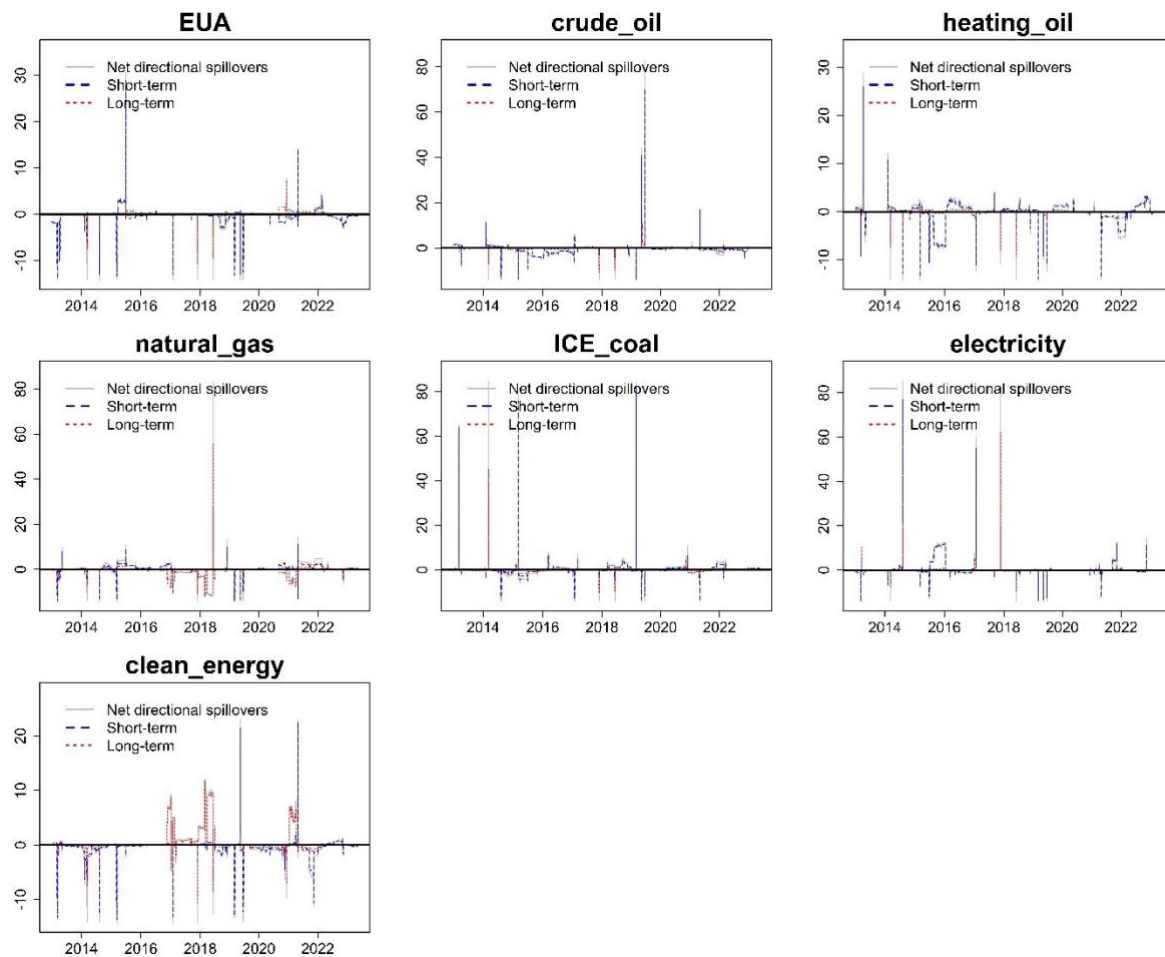 EUA
Net directional spillovers
Short-term
Long-term
30
20
10
0
-10
2014 2016 2018 2020 2022
crude_oil
Net directional spillovers
Short-term
Long-term
80
60
40
20
0
2014 2016 2018 2020 2022
heating_oil
Net directional spillovers
Short-term
Long-term
30
20
10
0
-10
2014 2016 2018 2020 2022
natural_gas
Net directional spillovers
Short-term
Long-term
80
60
40
20
0
2014 2016 2018 2020 2022
ICE_coal
Net directional spillovers
Short-term
Long-term
80
60
40
20
0
2014 2016 2018 2020 2022
electricity
Net directional spillovers
Short-term
Long-term
80
60
40
20
0
2014 2016 2018 2020 2022
clean_energy
Net directional spillovers
Short-term
Long-term
20
10
0
-10
2014 2016 2018 2020 2022